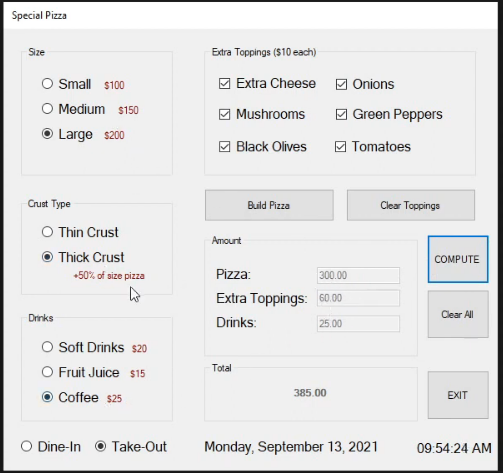 Special Pizza
Size
Small $100
Medium $150
Large $200
Extra Toppings ($10 each)
Extra Cheese Onions
Mushrooms Green Peppers
Black Olives Tomatoes
Build Pizza Clear Toppings
Crust Type
Thin Crust
Thick Crust
+50% of size pizza
Amount
Pizza: 300.00
Extra Toppings: 60.00
Drinks: 25.00
COMPUTE
Clear All
Drinks
Soft Drinks $20
Fruit Juice $15
Coffee $25
Total
385.00
EXIT
Dine-In Take-Out Monday, September 13, 2021 09:54:24 AM